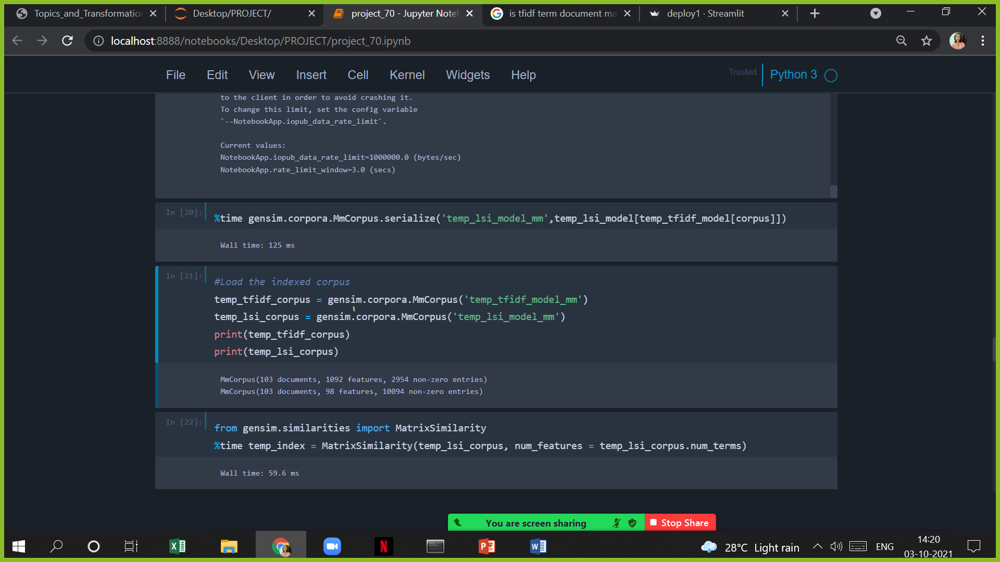 Topics_and_Transformation
Desktop/PROJECT/
project_70 - Jupyter Noteb
is tfidf term document ma
deploy1 · Streamlit
localhost:8888/notebooks/Desktop/PROJECT/project_70.ipynb
File Edit View Insert Cell Kernel Widgets Help
Trusted
Python 3
to the client in order to avoid crashing it.
To change this limit, set the config variable
`--NotebookApp.iopub_data_rate_limit`.
Current values:
NotebookApp.iopub_data_rate_limit=1000000.0 (bytes/sec)
NotebookApp.rate_limit_window=3.0 (secs)
In [20]:
%time gensim.corpora.MmCorpus.serialize('temp_lsi_model_mm',temp_lsi_model[temp_tfidf_model[corpus]])
Wall time: 125 ms
In [21]:
#Load the indexed corpus
temp_tfidf_corpus = gensim.corpora.MmCorpus('temp_tfidf_model_mm')
temp_lsi_corpus = gensim.corpora.MmCorpus('temp_lsi_model_mm')
print(temp_tfidf_corpus)
print(temp_lsi_corpus)
MmCorpus(103 documents, 1092 features, 2954 non-zero entries)
MmCorpus(103 documents, 98 features, 10094 non-zero entries)
In [22]:
from gensim.similarities import MatrixSimilarity
%time temp_index = MatrixSimilarity(temp_lsi_corpus, num_features = temp_lsi_corpus.num_terms)
Wall time: 59.6 ms
You are screen sharing
Stop Share
28°C Light rain
ENG
14:20
03-10-2021